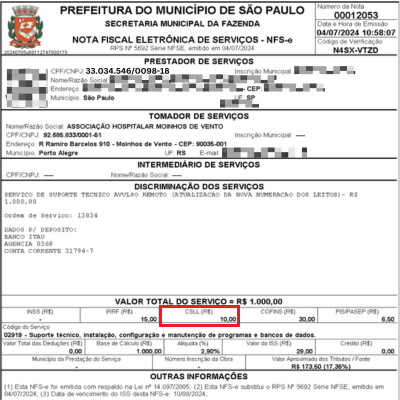 PREFEITURA DO MUNICÍPIO DE SÃO PAULO
SECRETARIA MUNICIPAL DA FAZENDA
NOTA FISCAL ELETRÔNICA DE SERVIÇOS - NFS-e
RPS Nº 5692 Série NFSE, emitido em 04/07/2024
Número da Nota
00012053
Data e Hora de Emissão
04/07/2024 10:58:07
Código de Verificação
N4SX-VTZD
PRESTADOR DE SERVIÇOS
CPF/CNPJ: 33.034.546/0098-18
Inscrição Municipal:
Nome/Razão Social:
Endereço: - CEP:
Município: São Paulo
UF:
TOMADOR DE SERVIÇOS
Nome/Razão Social: ASSOCIAÇÃO HOSPITALAR MOINHOS DE VENTO
CPF/CNPJ: 92.685.833/0001-51
Inscrição Municipal: ----
Endereço: R Ramiro Barcelos 910 - Moinhos de Vento - CEP: 90035-001
Município: Porto Alegre
UF: RS
E-mail:
INTERMEDIÁRIO DE SERVIÇOS
CPF/CNPJ: ----
Nome/Razão Social: ----
DISCRIMINAÇÃO DOS SERVIÇOS
SERVICO DE SUPORTE TECNICO AVULSO REMOTO (ATUALIZACAO DA NOVA NUMERACAO DOS LEITOS)- R$
1.000,00
Ordem de Servico: 12834
DADOS P/ DEPOSITO:
BANCO ITAU
AGENCIA 8368
CONTA CORRENTE 31794-7
VALOR TOTAL DO SERVIÇO = R$ 1.000,00
INSS (R$)
-
IRRF (R$)
15,00
CSLL (R$)
10,00
COFINS (R$)
30,00
PIS/PASEP (R$)
6,50
Código do Serviço
02919 - Suporte técnico, instalação, configuração e manutenção de programas e bancos de dados.
Valor Total das Deduções (R$)
0,00
Base de Cálculo (R$)
1.000,00
Alíquota (%)
2,90%
Valor do ISS (R$)
29,00
Crédito (R$)
0,00
Município da Prestação do Serviço
-
Número Inscrição da Obra
-
Valor Aproximado dos Tributos / Fonte
R$ 173,50 (17,35%)
OUTRAS INFORMAÇÕES
(1) Esta NFS-e foi emitida com respaldo na Lei nº 14.097/2005; (2) Esta NFS-e substitui o RPS Nº 5692 Série NFSE, emitido em
04/07/2024; (3) Data de vencimento do ISS desta NFS-e: 10/08/2024;